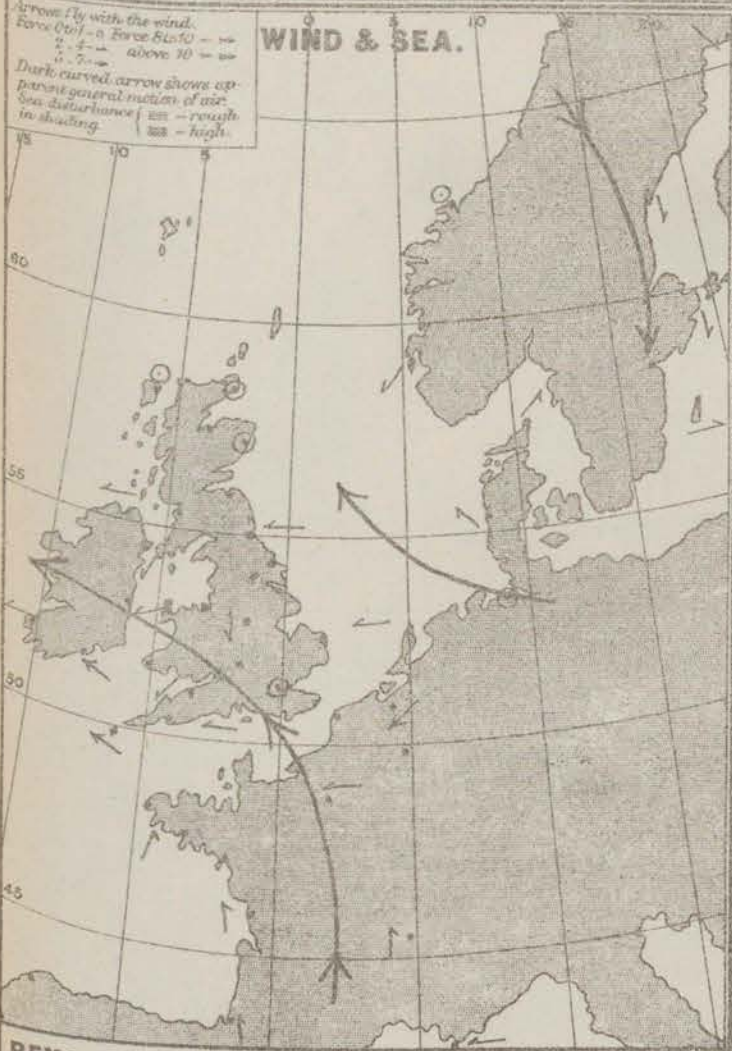 Arrows fly with the wind.
Force 0 to 1 - Force 8 to 10 -
" - 4 - above 10 -
" - 7 -
Dark curved arrow shows ap-
parent general motion of air.
Sea disturbance { - rough
in shading - high.
WIND & SEA.
0 5 10 15 20
15 10 5
60
55
50
45